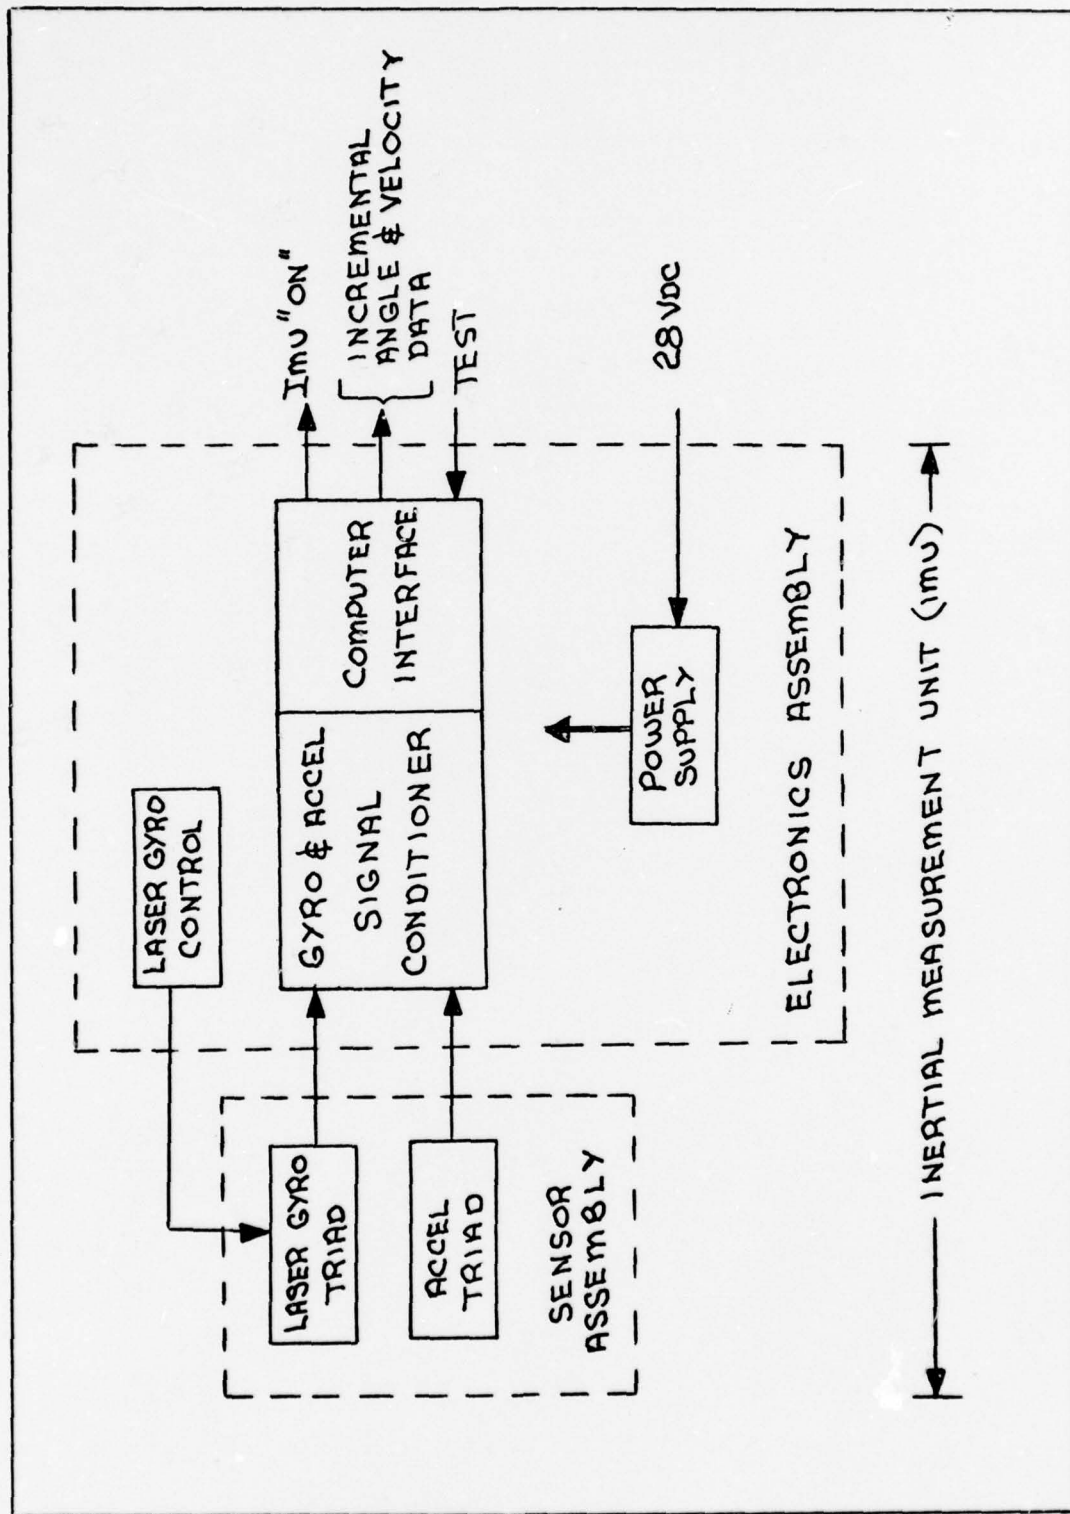 LASER GYRO
CONTROL
LASER GYRO
TRIAD
ACCEL
TRIAD
SENSOR
ASSEMBLY
GYRO & ACCEL
SIGNAL
CONDITIONER
COMPUTER
INTERFACE
Imu "ON"
INCREMENTAL
ANGLE & VELOCITY
DATA
TEST
POWER
SUPPLY
28 VDC
ELECTRONICS ASSEMBLY
INERTIAL MEASUREMENT UNIT (imu)